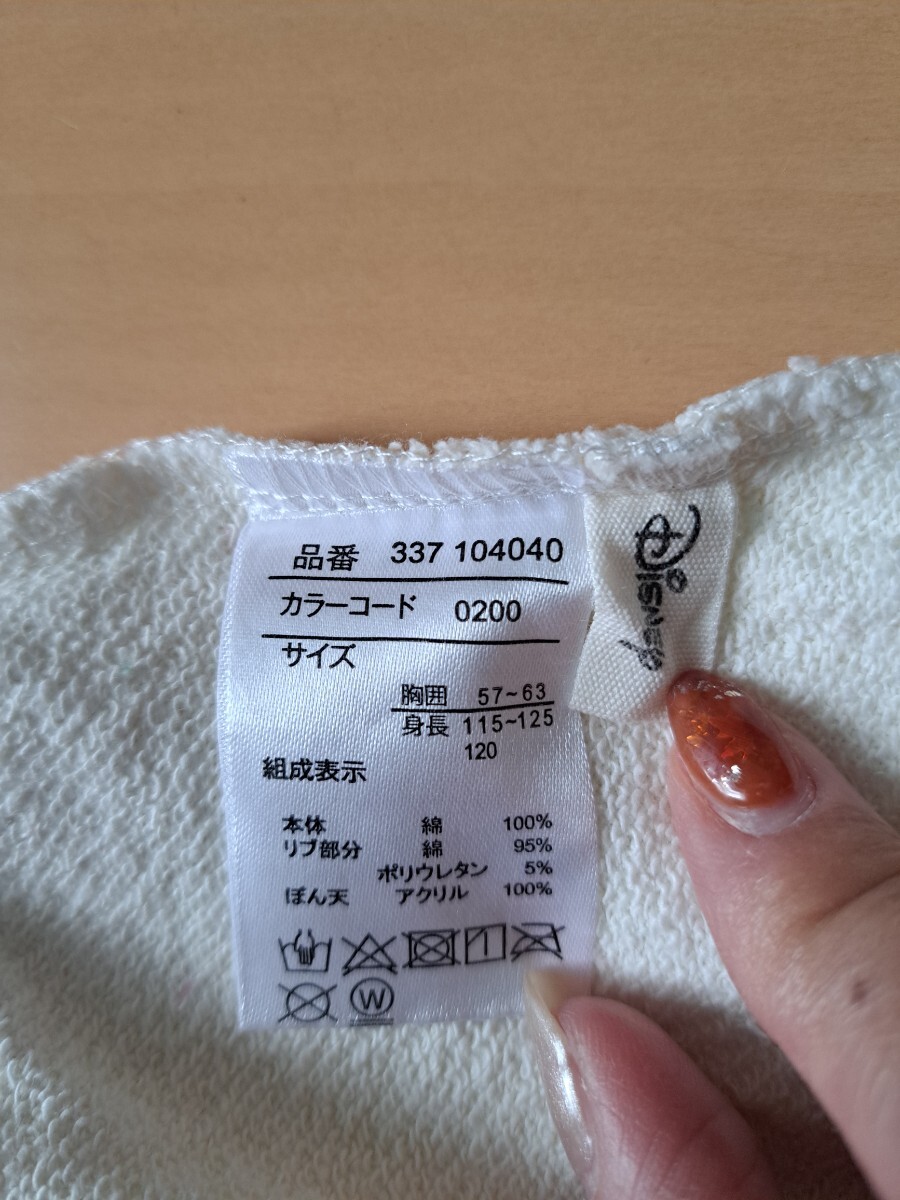 品番 337 104040
カラーコード 0200
サイズ
胸囲 57~63
身長 115~125
120
組成表示
本体 綿 100%
リブ部分 綿 95%
ポリウレタン 5%
ぼん天 アクリル 100%
W
Disney